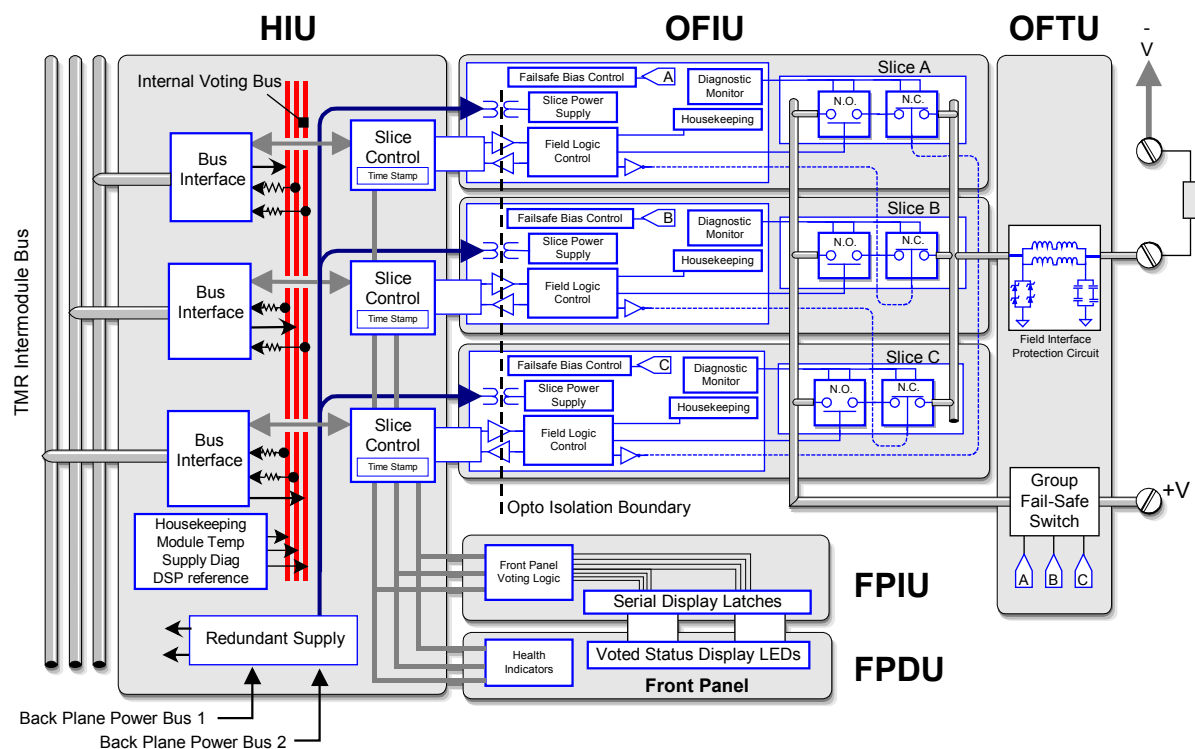 HIU
OFIU
OFTU
-
V
Internal Voting Bus
TMR Intermodule Bus
Bus
Interface
Slice
Control
Time Stamp
Failsafe Bias Control
A
Slice Power
Supply
Field Logic
Control
Diagnostic
Monitor
Housekeeping
Slice A
N.O.
N.C.
Bus
Interface
Slice
Control
Time Stamp
Failsafe Bias Control
B
Slice Power
Supply
Field Logic
Control
Diagnostic
Monitor
Housekeeping
Slice B
N.O.
N.C.
Field Interface
Protection Circuit
Bus
Interface
Slice
Control
Time Stamp
Failsafe Bias Control
C
Slice Power
Supply
Field Logic
Control
Diagnostic
Monitor
Housekeeping
Slice C
N.O.
N.C.
Opto Isolation Boundary
Group
Fail-Safe
Switch
+V
A
B
C
Housekeeping
Module Temp
Supply Diag
DSP reference
Redundant Supply
Back Plane Power Bus 1
Back Plane Power Bus 2
Front Panel
Voting Logic
Serial Display Latches
FPIU
Health
Indicators
Voted Status Display LEDs
Front Panel
FPDU